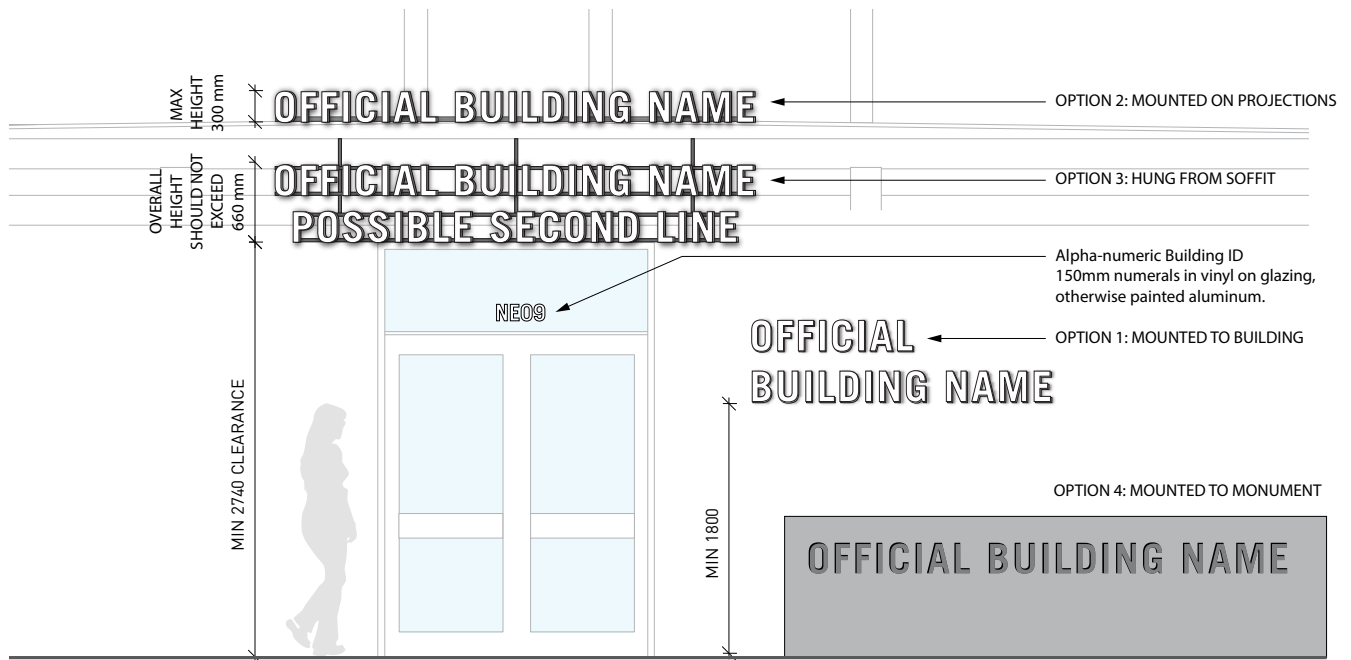 MAX
HEIGHT
300 mm
OFFICIAL BUILDING NAME
OPTION 2: MOUNTED ON PROJECTIONS
OVERALL
HEIGHT
SHOULD NOT
EXCEED
660 mm
OFFICIAL BUILDING NAME
OPTION 3: HUNG FROM SOFFIT
POSSIBLE SECOND LINE
Alpha-numeric Building ID
150mm numerals in vinyl on glazing,
otherwise painted aluminum.
NE09
OFFICIAL
BUILDING NAME
OPTION 1: MOUNTED TO BUILDING
MIN 2740 CLEARANCE
MIN 1800
OPTION 4: MOUNTED TO MONUMENT
OFFICIAL BUILDING NAME